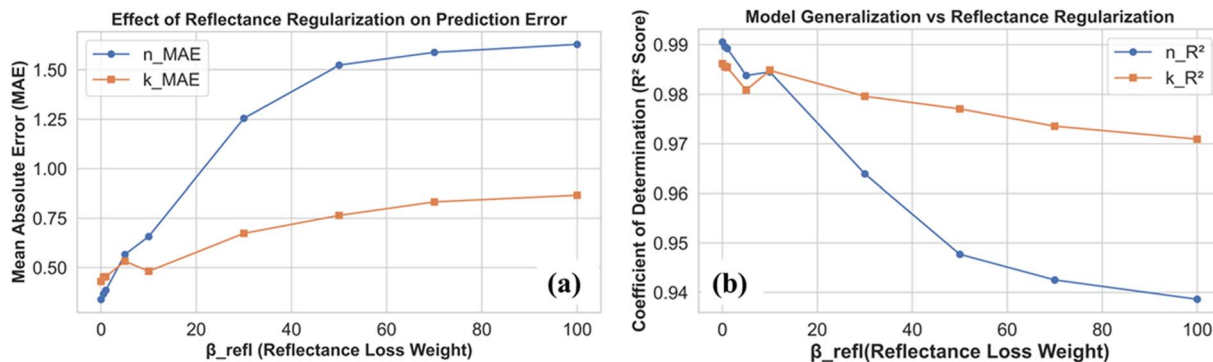 Effect of Reflectance Regularization on Prediction Error
Mean Absolute Error (MAE)
1.50
1.25
1.00
0.75
0.50
n_MAE
k_MAE
(a)
0 20 40 60 80 100
β_refl (Reflectance Loss Weight)
Model Generalization vs Reflectance Regularization
Coefficient of Determination (R² Score)
0.99
0.98
0.97
0.96
0.95
0.94
n_R²
k_R²
(b)
0 20 40 60 80 100
β_refl(Reflectance Loss Weight)